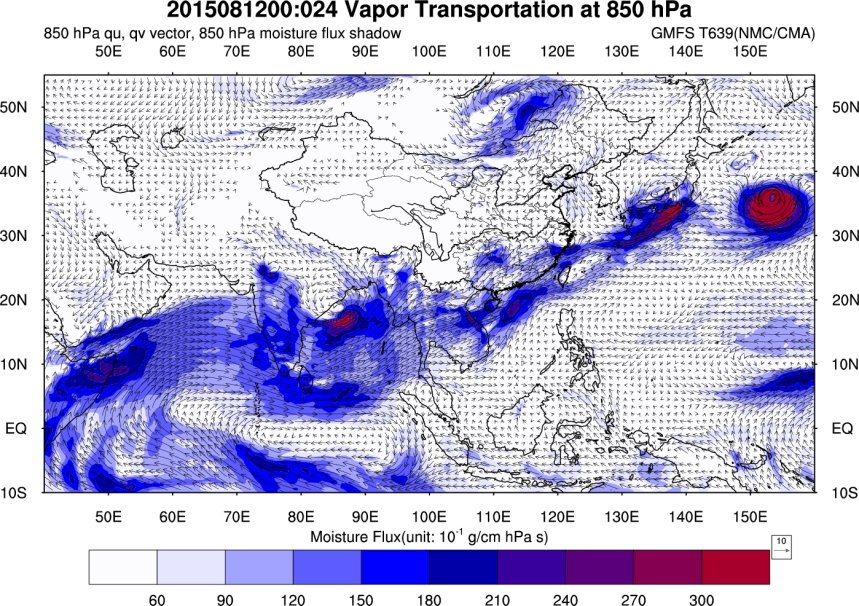 2015081200:024 Vapor Transportation at 850 hPa
850 hPa qu, qv vector, 850 hPa moisture flux shadow GMFS T639(NMC/CMA)
50E 60E 70E 80E 90E 100E 110E 120E 130E 140E 150E
50N 50N
40N 40N
30N 30N
20N 20N
10N 10N
EQ EQ
10S 10S
50E 60E 70E 80E 90E 100E 110E 120E 130E 140E 150E
Moisture Flux(unit: 10⁻¹ g/cm hPa s)
10
60 90 120 150 180 210 240 270 300